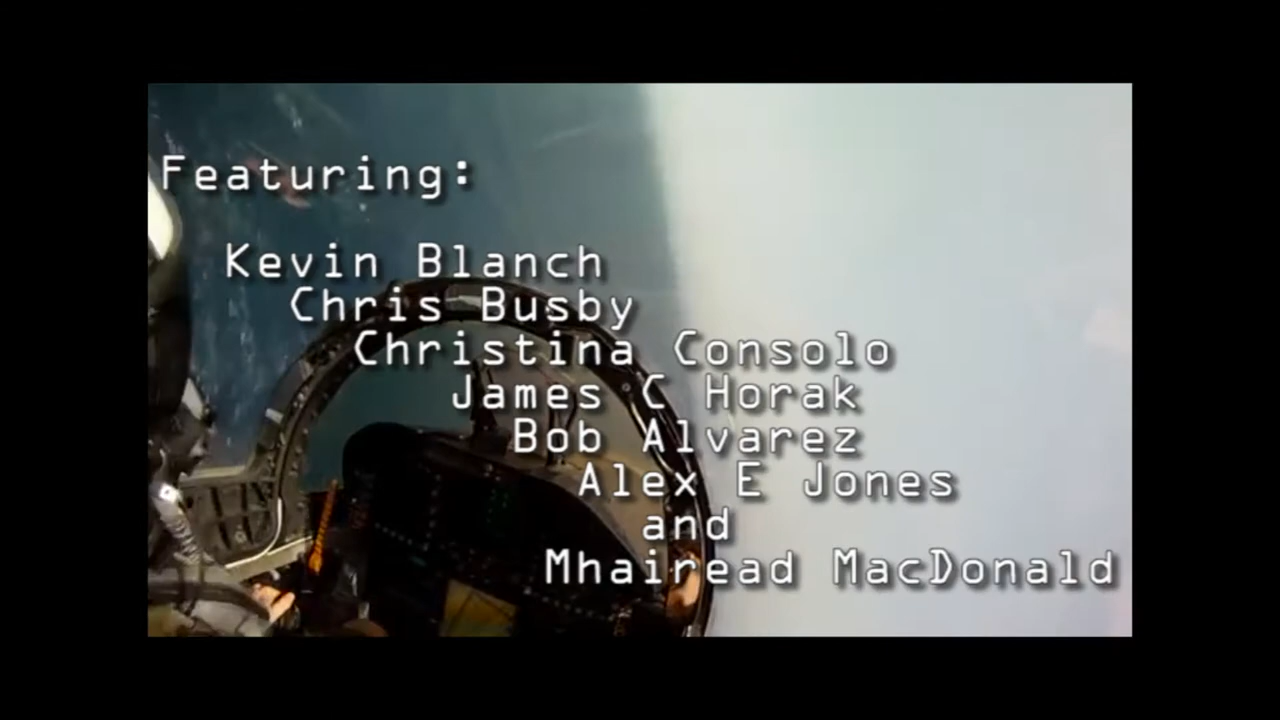 Featuring:
Kevin Blanch
Chris Busby
Christina Consolo
James C Horak
Bob Alvarez
Alex E Jones
and
Mhairead MacDonald